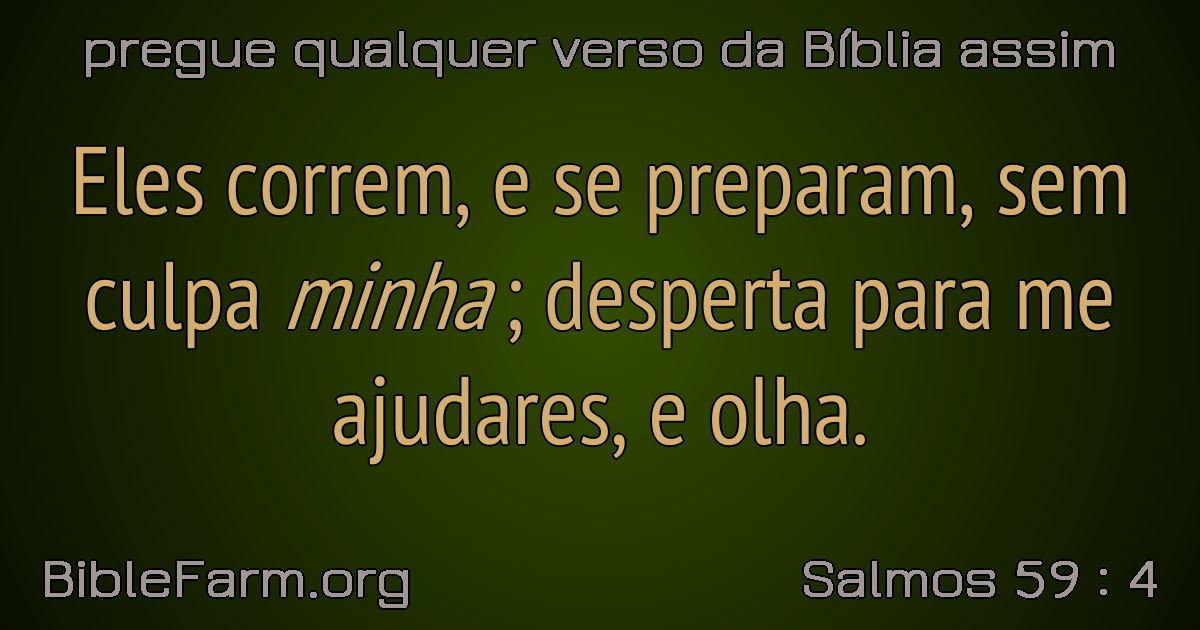 pregue qualquer verso da Bíblia assim
Eles correm, e se preparam, sem
culpa minha; desperta para me
ajudares, e olha.
BibleFarm.org
Salmos 59 : 4